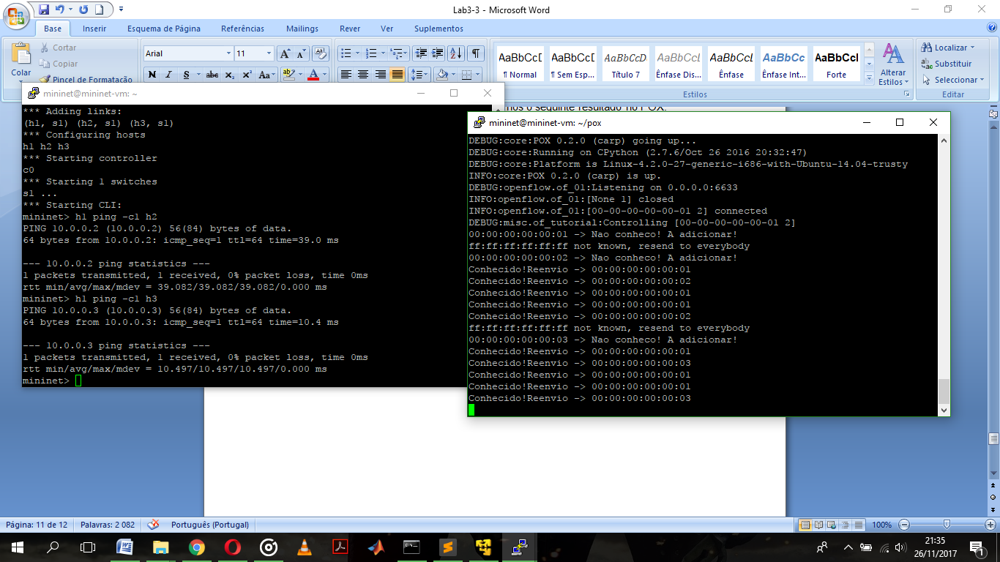 Lab3-3 - Microsoft Word
Base Inserir Esquema de Página Referências Mailings Rever Ver Suplementos
Colar
Cortar
Copiar
Pincel de Formatação
Arial 11
N I S abc x₂ x² Aa
AaBbCcD AaBbCcD AaBbCcD AaBbCcD AaBbCcL AaBbCc AaBbCcl
¶ Normal ¶ Sem Esp... Título 7 Ênfase Dis... Ênfase Ênfase Int... Forte
Alterar Estilos
Estilos
Localizar
Substituir
Seleccionar
Editar
o seguinte resultado no POX:
mininet@mininet-vm: ~
*** Adding links:
(h1, s1) (h2, s1) (h3, s1)
*** Configuring hosts
h1 h2 h3
*** Starting controller
c0
*** Starting 1 switches
s1 ...
*** Starting CLI:
mininet> h1 ping -c1 h2
PING 10.0.0.2 (10.0.0.2) 56(84) bytes of data.
64 bytes from 10.0.0.2: icmp_seq=1 ttl=64 time=39.0 ms
--- 10.0.0.2 ping statistics ---
1 packets transmitted, 1 received, 0% packet loss, time 0ms
rtt min/avg/max/mdev = 39.082/39.082/39.082/0.000 ms
mininet> h1 ping -c1 h3
PING 10.0.0.3 (10.0.0.3) 56(84) bytes of data.
64 bytes from 10.0.0.3: icmp_seq=1 ttl=64 time=10.4 ms
--- 10.0.0.3 ping statistics ---
1 packets transmitted, 1 received, 0% packet loss, time 0ms
rtt min/avg/max/mdev = 10.497/10.497/10.497/0.000 ms
mininet>
mininet@mininet-vm: ~/pox
DEBUG:core:POX 0.2.0 (carp) going up...
DEBUG:core:Running on CPython (2.7.6/Oct 26 2016 20:32:47)
DEBUG:core:Platform is Linux-4.2.0-27-generic-i686-with-Ubuntu-14.04-trusty
INFO:core:POX 0.2.0 (carp) is up.
DEBUG:openflow.of_01:Listening on 0.0.0.0:6633
INFO:openflow.of_01:[None 1] closed
INFO:openflow.of_01:[00-00-00-00-00-01 2] connected
DEBUG:misc.of_tutorial:Controlling [00-00-00-00-00-01 2]
00:00:00:00:00:01 -> Nao conheco! A adicionar!
ff:ff:ff:ff:ff:ff not known, resend to everybody
00:00:00:00:00:02 -> Nao conheco! A adicionar!
Conhecido!Reenvio -> 00:00:00:00:00:01
Conhecido!Reenvio -> 00:00:00:00:00:02
Conhecido!Reenvio -> 00:00:00:00:00:01
Conhecido!Reenvio -> 00:00:00:00:00:01
Conhecido!Reenvio -> 00:00:00:00:00:02
ff:ff:ff:ff:ff:ff not known, resend to everybody
00:00:00:00:00:03 -> Nao conheco! A adicionar!
Conhecido!Reenvio -> 00:00:00:00:00:01
Conhecido!Reenvio -> 00:00:00:00:00:03
Conhecido!Reenvio -> 00:00:00:00:00:01
Conhecido!Reenvio -> 00:00:00:00:00:01
Conhecido!Reenvio -> 00:00:00:00:00:03
Página: 11 de 12 Palavras: 2 082 Português (Portugal) 100%
21:35
26/11/2017
1